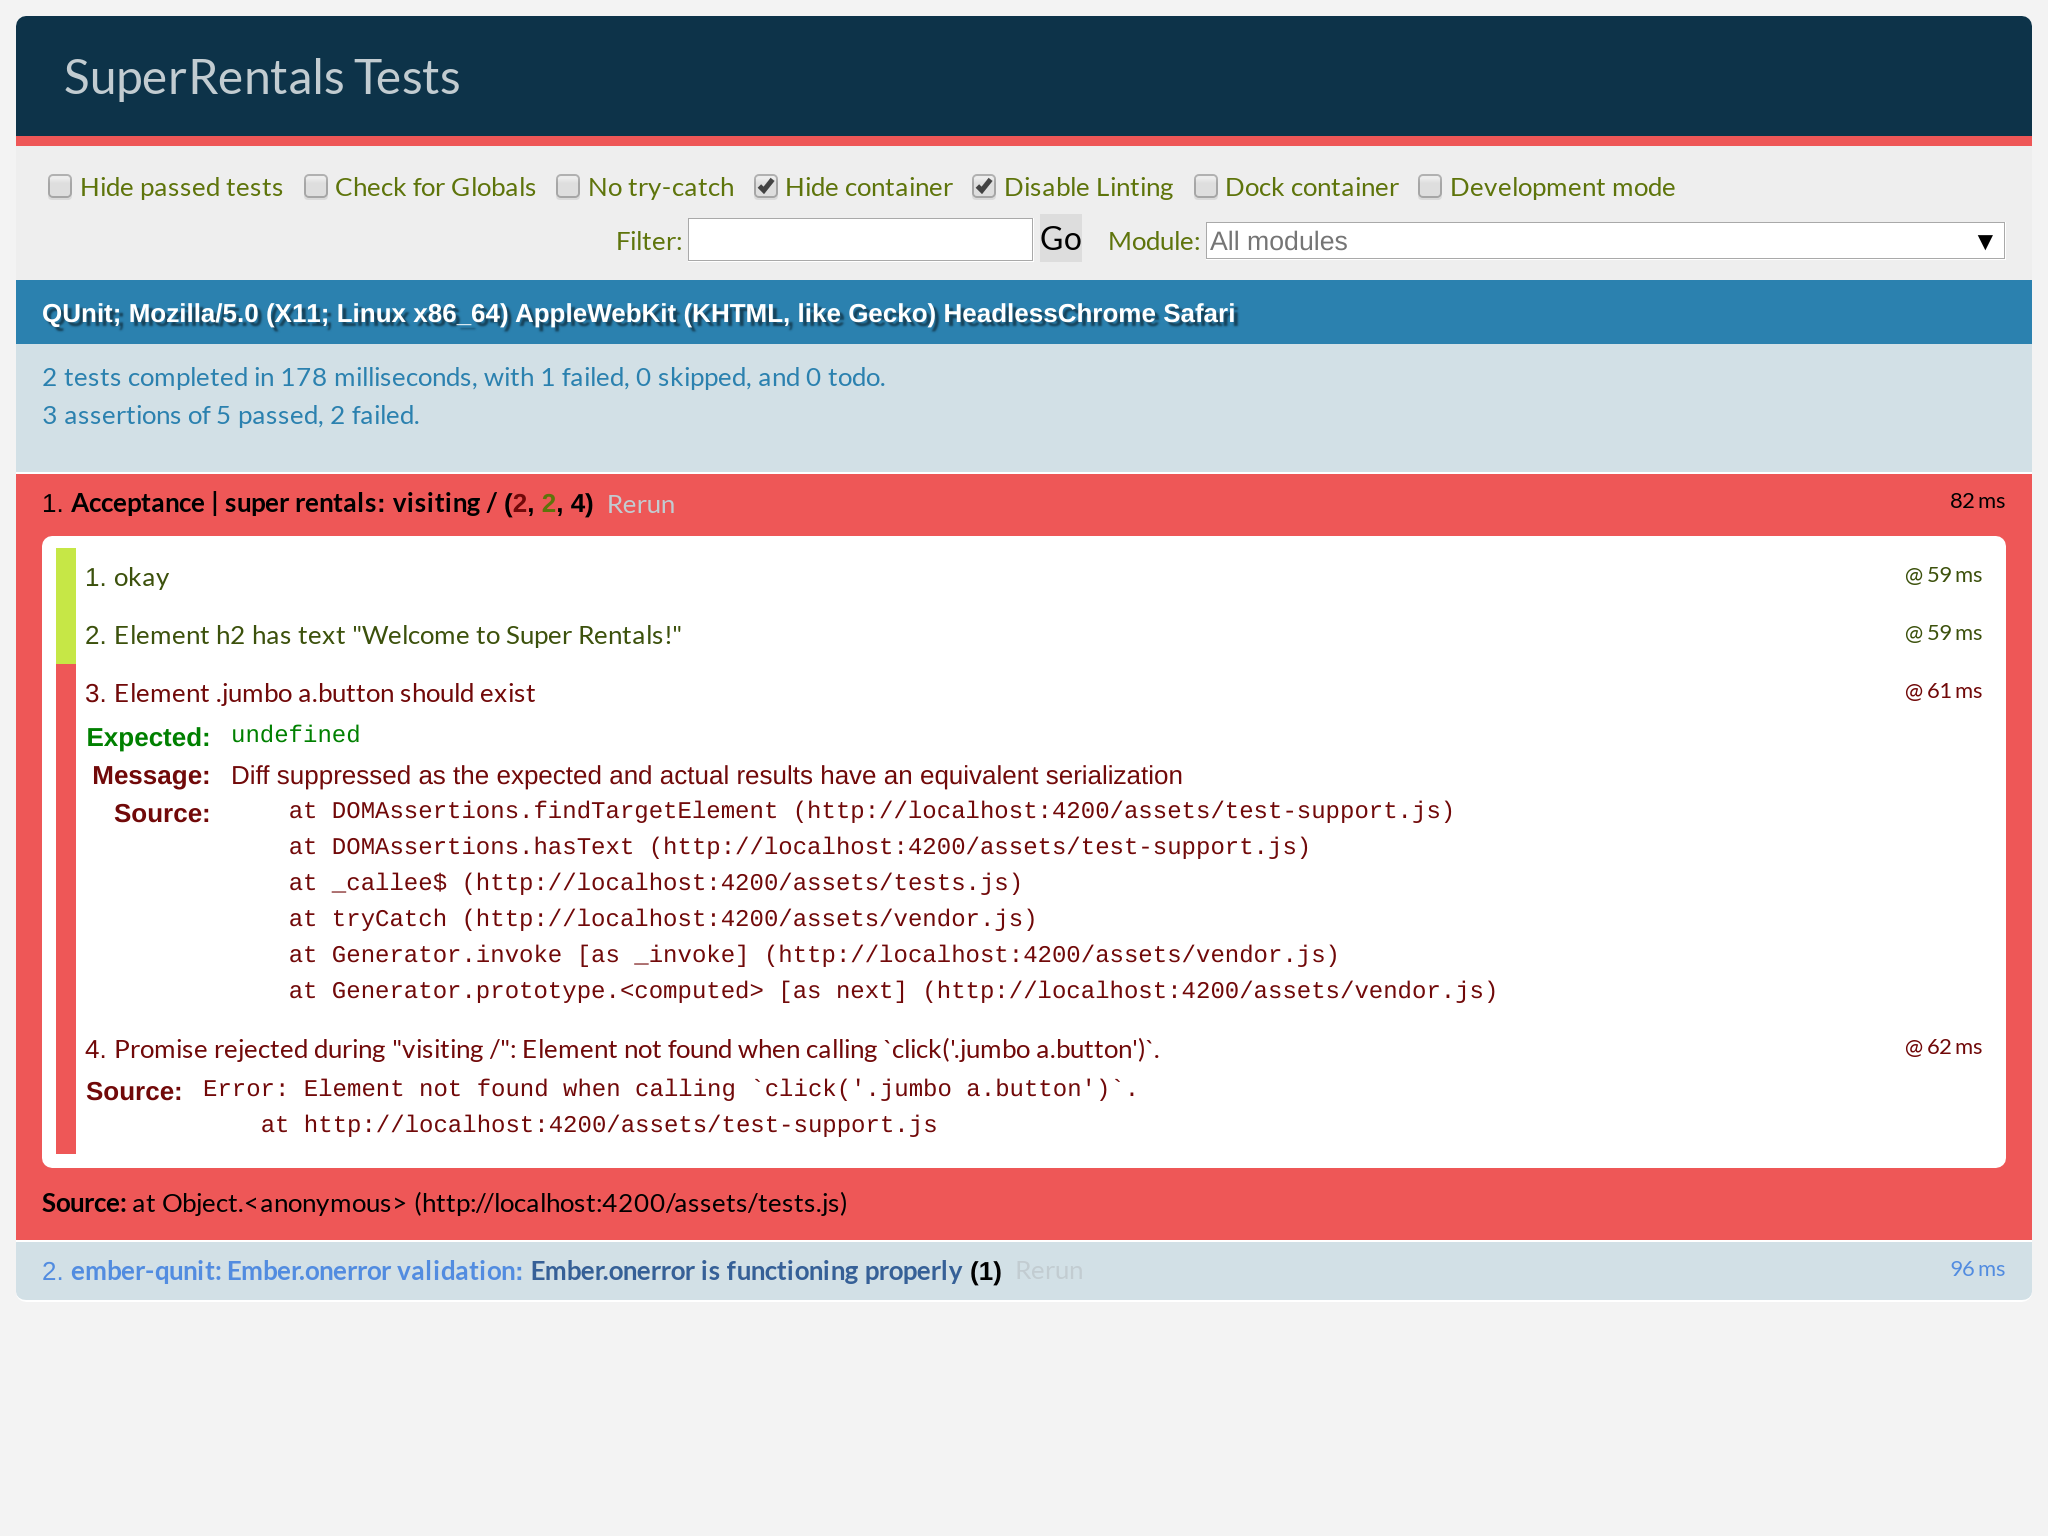 SuperRentals Tests
Hide passed tests Check for Globals No try-catch Hide container Disable Linting Dock container Development mode
Filter: Go Module: All modules ▼
QUnit; Mozilla/5.0 (X11; Linux x86_64) AppleWebKit (KHTML, like Gecko) HeadlessChrome Safari
2 tests completed in 178 milliseconds, with 1 failed, 0 skipped, and 0 todo.
3 assertions of 5 passed, 2 failed.
1. Acceptance | super rentals: visiting / (2, 2, 4) Rerun 82 ms
1. okay @ 59 ms
2. Element h2 has text "Welcome to Super Rentals!" @ 59 ms
3. Element .jumbo a.button should exist @ 61 ms
Expected: undefined
Message: Diff suppressed as the expected and actual results have an equivalent serialization
Source: at DOMAssertions.findTargetElement (http://localhost:4200/assets/test-support.js)
at DOMAssertions.hasText (http://localhost:4200/assets/test-support.js)
at _callee$ (http://localhost:4200/assets/tests.js)
at tryCatch (http://localhost:4200/assets/vendor.js)
at Generator.invoke [as _invoke] (http://localhost:4200/assets/vendor.js)
at Generator.prototype.<computed> [as next] (http://localhost:4200/assets/vendor.js)
4. Promise rejected during "visiting /": Element not found when calling `click('.jumbo a.button')`. @ 62 ms
Source: Error: Element not found when calling `click('.jumbo a.button')`.
at http://localhost:4200/assets/test-support.js
Source: at Object.<anonymous> (http://localhost:4200/assets/tests.js)
2. ember-qunit: Ember.onerror validation: Ember.onerror is functioning properly (1) Rerun 96 ms